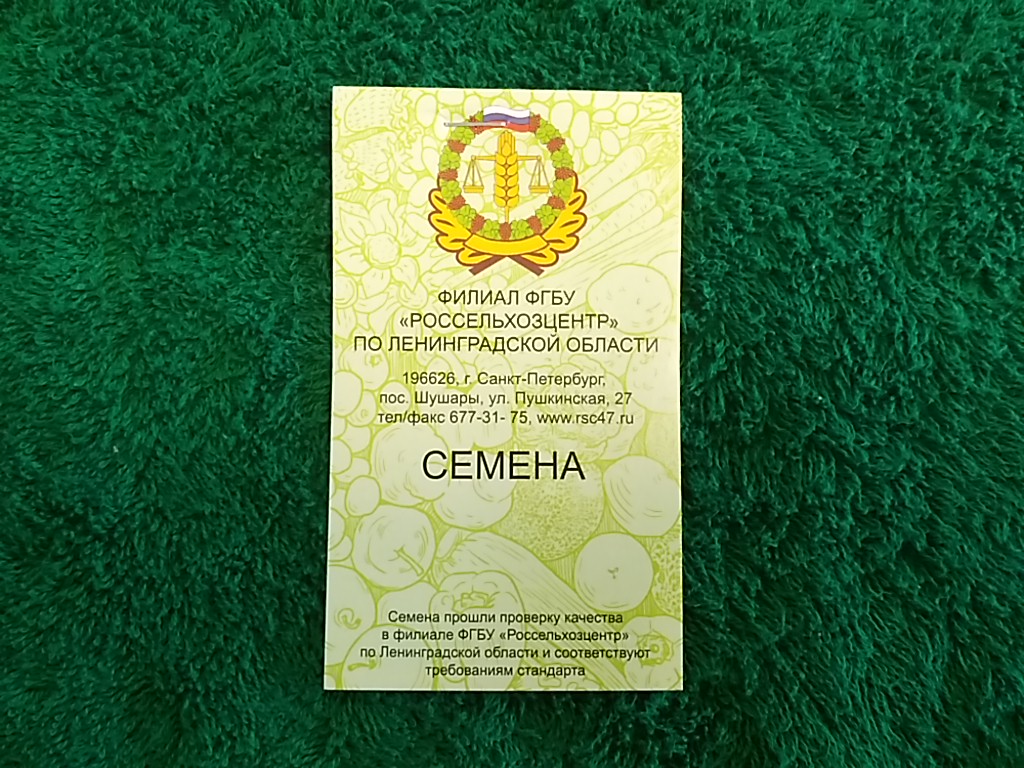 ФИЛИАЛ ФГБУ
«РОССЕЛЬХОЗЦЕНТР»
ПО ЛЕНИНГРАДСКОЙ ОБЛАСТИ
196626, г. Санкт-Петербург,
пос. Шушары, ул. Пушкинская, 27
тел/факс 677-31- 75, www.rsc47.ru
СЕМЕНА
Семена прошли проверку качества
в филиале ФГБУ «Россельхозцентр»
по Ленинградской области и соответствуют
требованиям стандарта